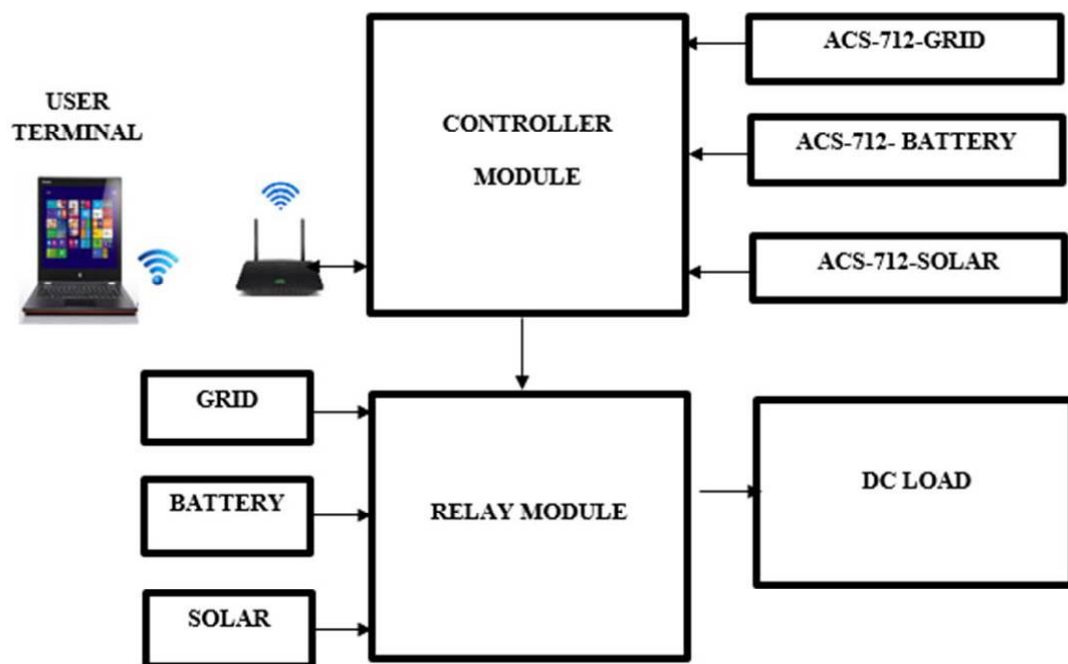 USER
TERMINAL
CONTROLLER
MODULE
ACS-712-GRID
ACS-712- BATTERY
ACS-712-SOLAR
GRID
BATTERY
SOLAR
RELAY MODULE
DC LOAD